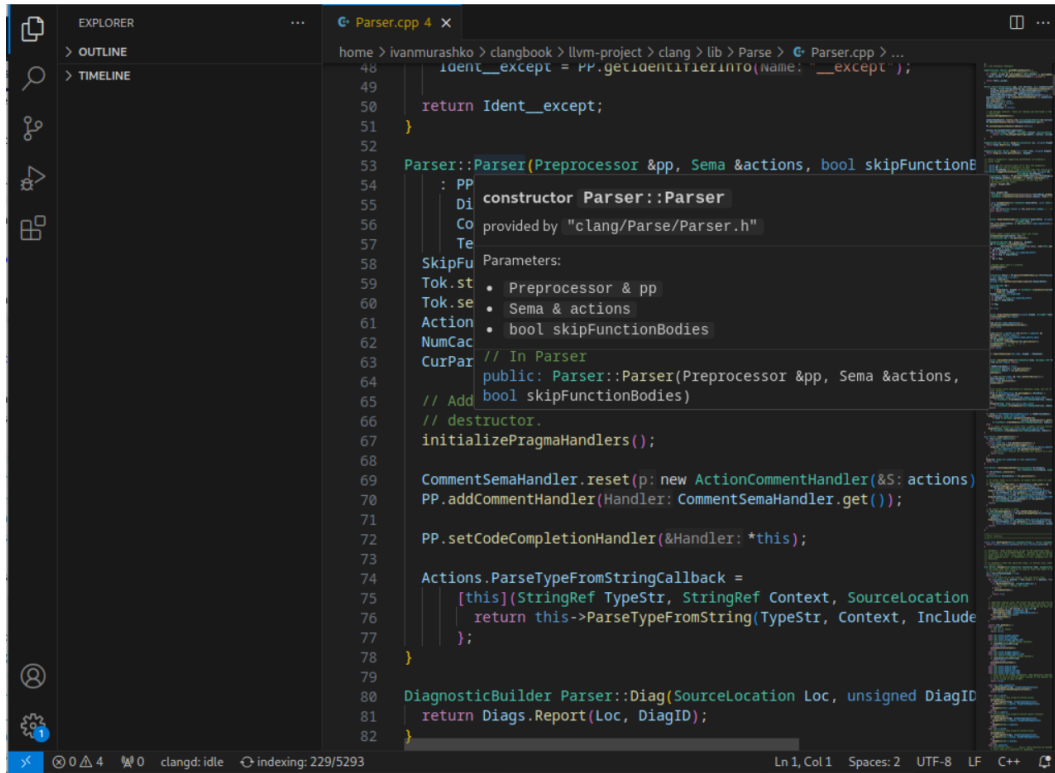 EXPLORER
OUTLINE
TIMELINE
Parser.cpp 4
home > ivanmurashko > clangbook > llvm-project > clang > lib > Parse > Parser.cpp > ...
48 Ident__except = PP.getIdentifierInfo(Name: "__except");
49
50 return Ident__except;
51 }
52
53 Parser::Parser(Preprocessor &pp, Sema &actions, bool skipFunctionB
54 : PP
55 Di
56 Co
57 Te
58 SkipFu
59 Tok.st
60 Tok.se
61 Action
62 NumCac
63 CurPar
64
65 // Add
constructor Parser::Parser
provided by "clang/Parse/Parser.h"
Parameters:
• Preprocessor & pp
• Sema & actions
• bool skipFunctionBodies
// In Parser
public: Parser::Parser(Preprocessor &pp, Sema &actions,
bool skipFunctionBodies)
66 // destructor.
67 initializePragmaHandlers();
68
69 CommentSemaHandler.reset(p: new ActionCommentHandler(&S: actions)
70 PP.addCommentHandler(Handler: CommentSemaHandler.get());
71
72 PP.setCodeCompletionHandler(&Handler: *this);
73
74 Actions.ParseTypeFromStringCallback =
75 [this](StringRef TypeStr, StringRef Context, SourceLocation
76 return this->ParseTypeFromString(TypeStr, Context, Include
77 };
78 }
79
80 DiagnosticBuilder Parser::Diag(SourceLocation Loc, unsigned DiagID
81 return Diags.Report(Loc, DiagID);
82 }
1
0 4 0 clangd: idle indexing: 229/5293 Ln 1, Col 1 Spaces: 2 UTF-8 LF C++